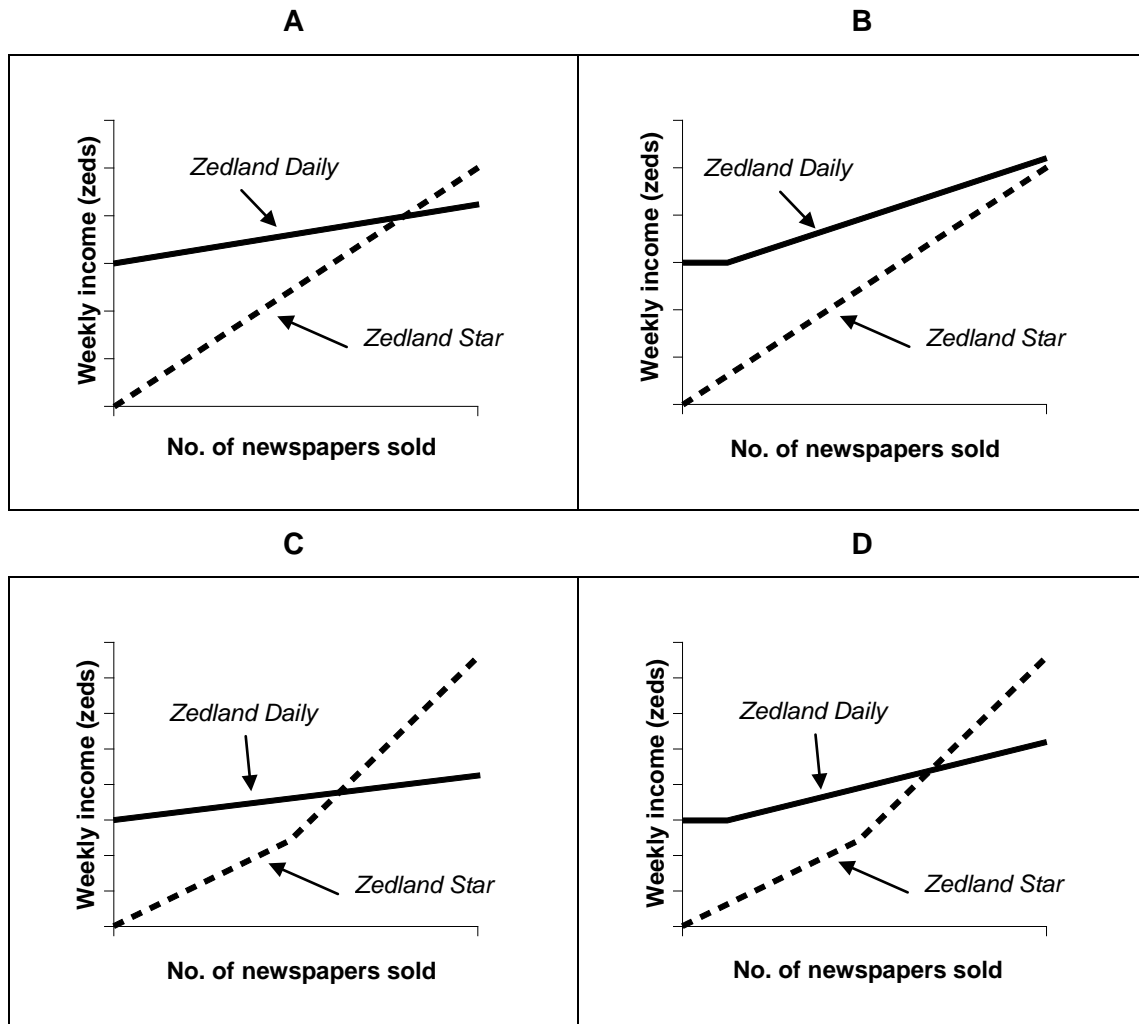 A
B
Weekly income (zeds)
Zedland Daily
Zedland Star
No. of newspapers sold
Weekly income (zeds)
Zedland Daily
Zedland Star
No. of newspapers sold
C
D
Weekly income (zeds)
Zedland Daily
Zedland Star
No. of newspapers sold
Weekly income (zeds)
Zedland Daily
Zedland Star
No. of newspapers sold